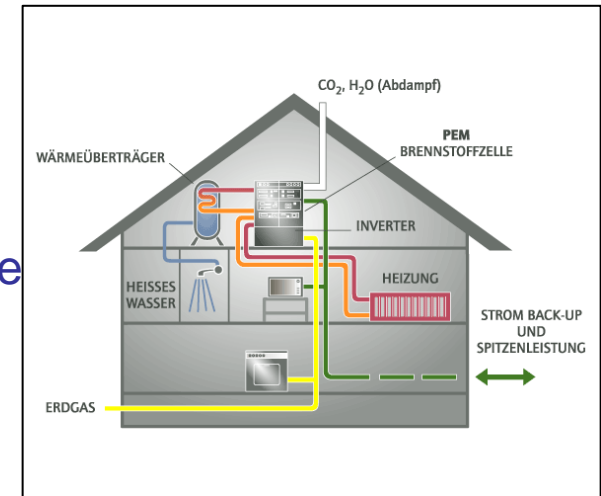 CO₂, H₂O (Abdampf)
PEM
BRENNSTOFFZELLE
WÄRMEÜBERTRÄGER
INVERTER
e
HEISSES
WASSER
HEIZUNG
STROM BACK-UP
UND
SPITZENLEISTUNG
ERDGAS